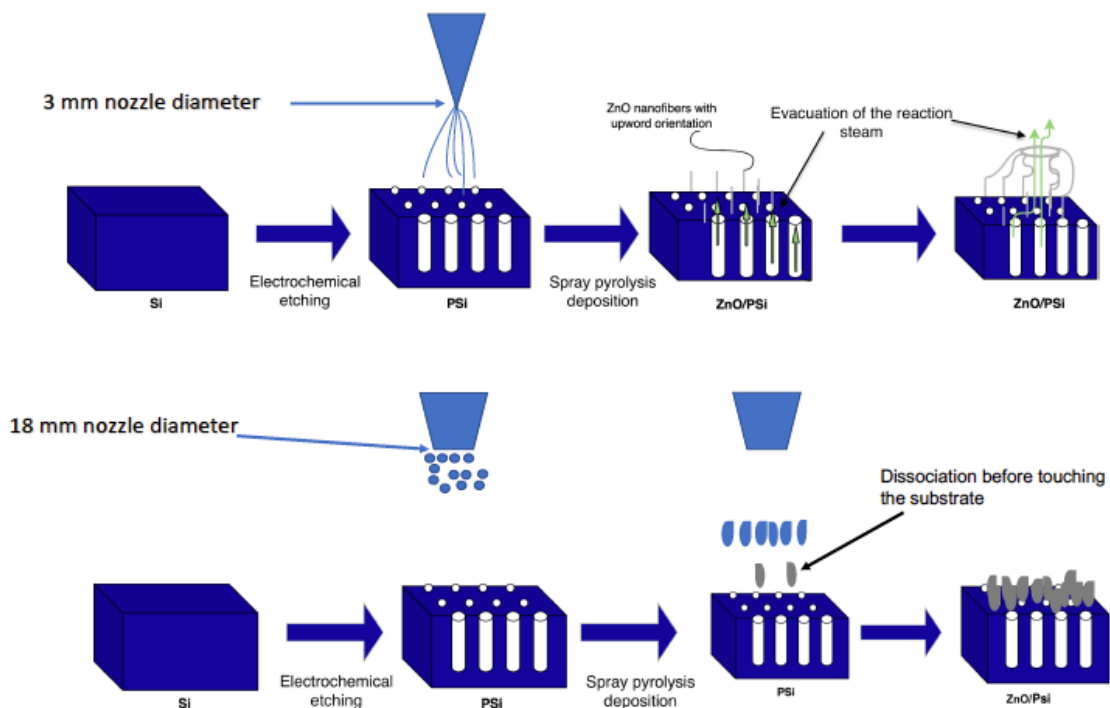 3 mm nozzle diameter
ZnO nanofibers with
upword orientation
Evacuation of the reaction
steam
Electrochemical
etching
Spray pyrolysis
deposition
Si
PSi
ZnO/PSi
ZnO/PSi
18 mm nozzle diameter
Dissociation before touching
the substrate
Electrochemical
etching
Spray pyrolysis
deposition
Si
PSi
PSi
ZnO/Psi